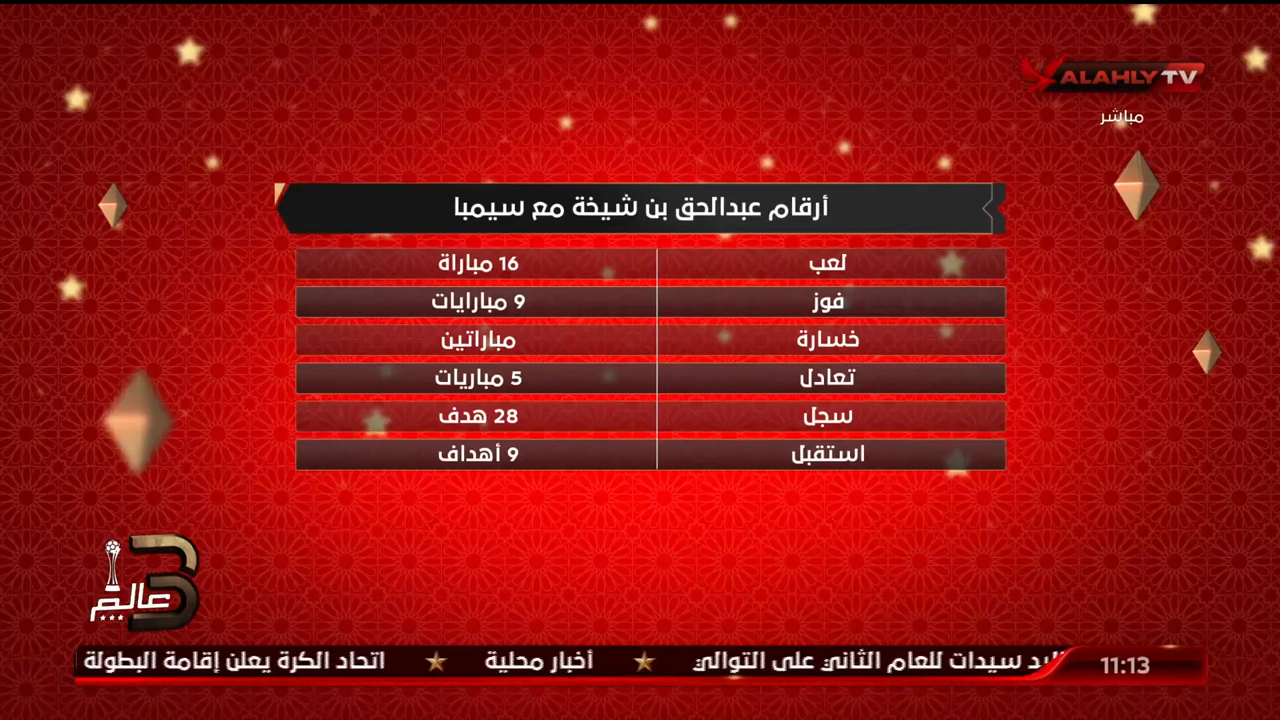 ALAHLY TV
مباشر
أرقام عبدالحق بن شيخة مع سيمبا
لعب 16 مباراة
فوز 9 مبارايات
خسارة مباراتين
تعادل 5 مباريات
سجل 28 هدف
استقبل 9 أهداف
3 عالم
11:13 سيدات للعام الثاني على التوالي أخبار محلية اتحاد الكرة يعلن إقامة البطولة